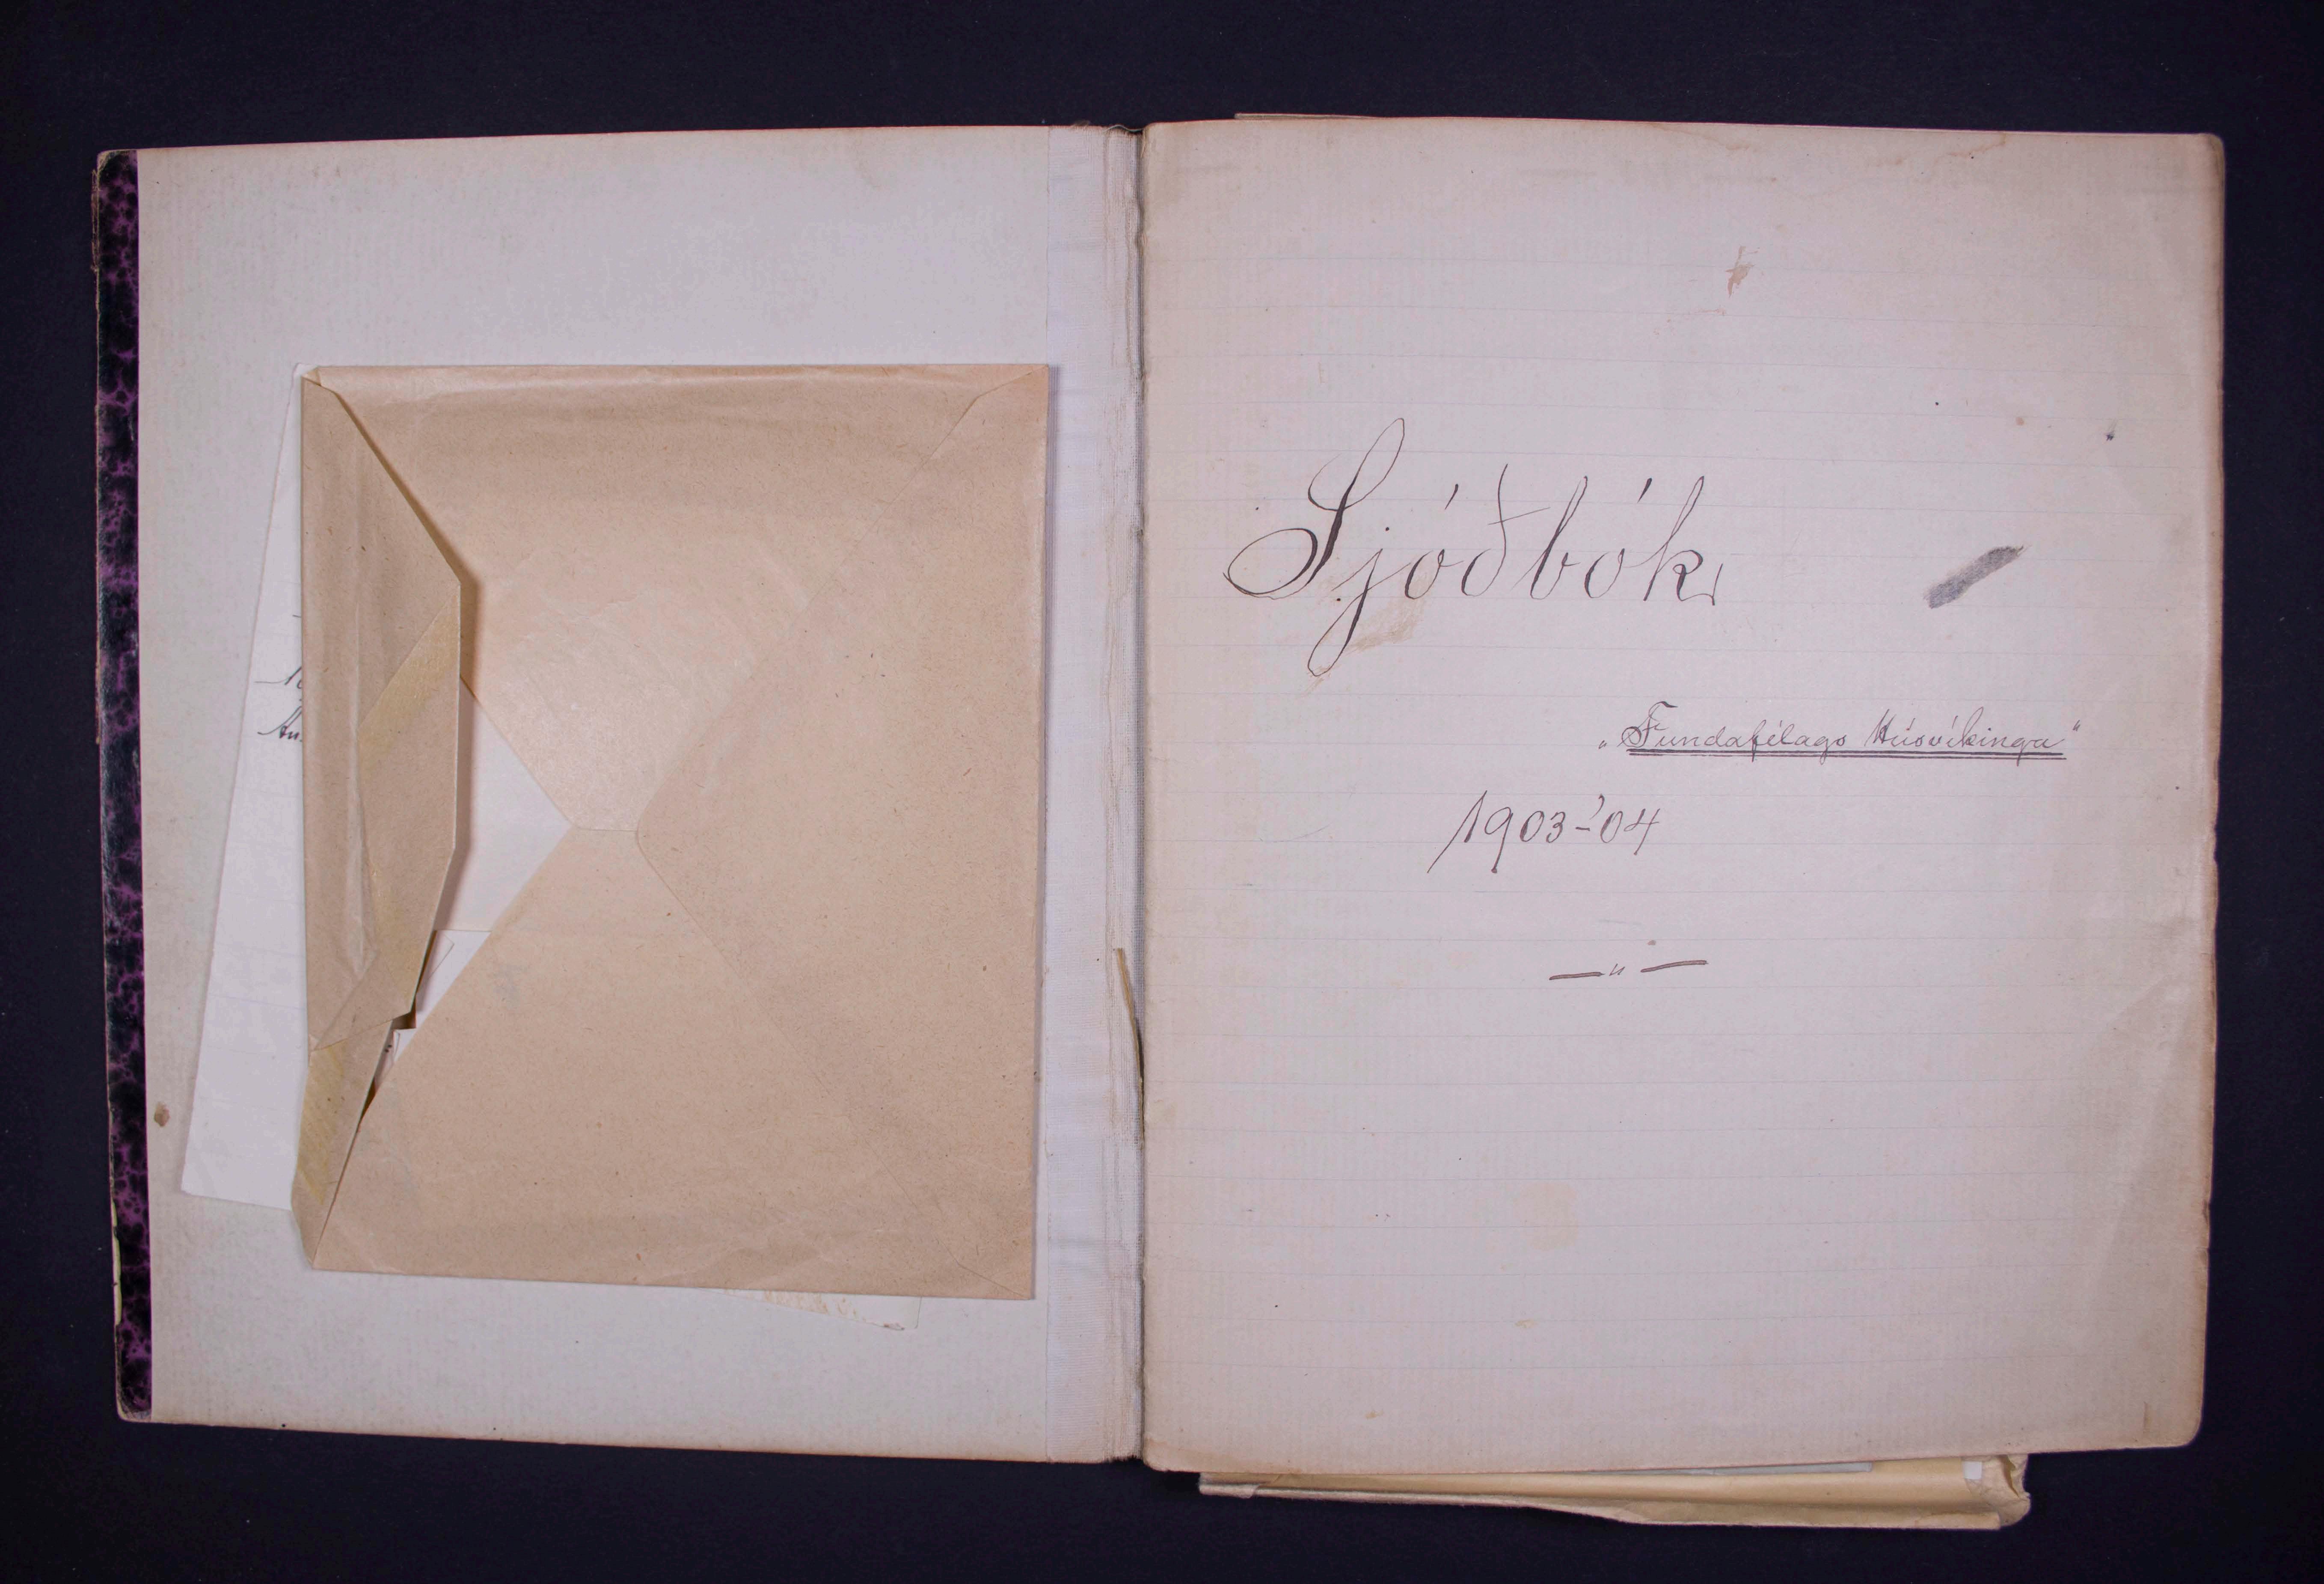 Sjóðbók
„Fundafélags Húsvíkinga“
1903-'04
—„—